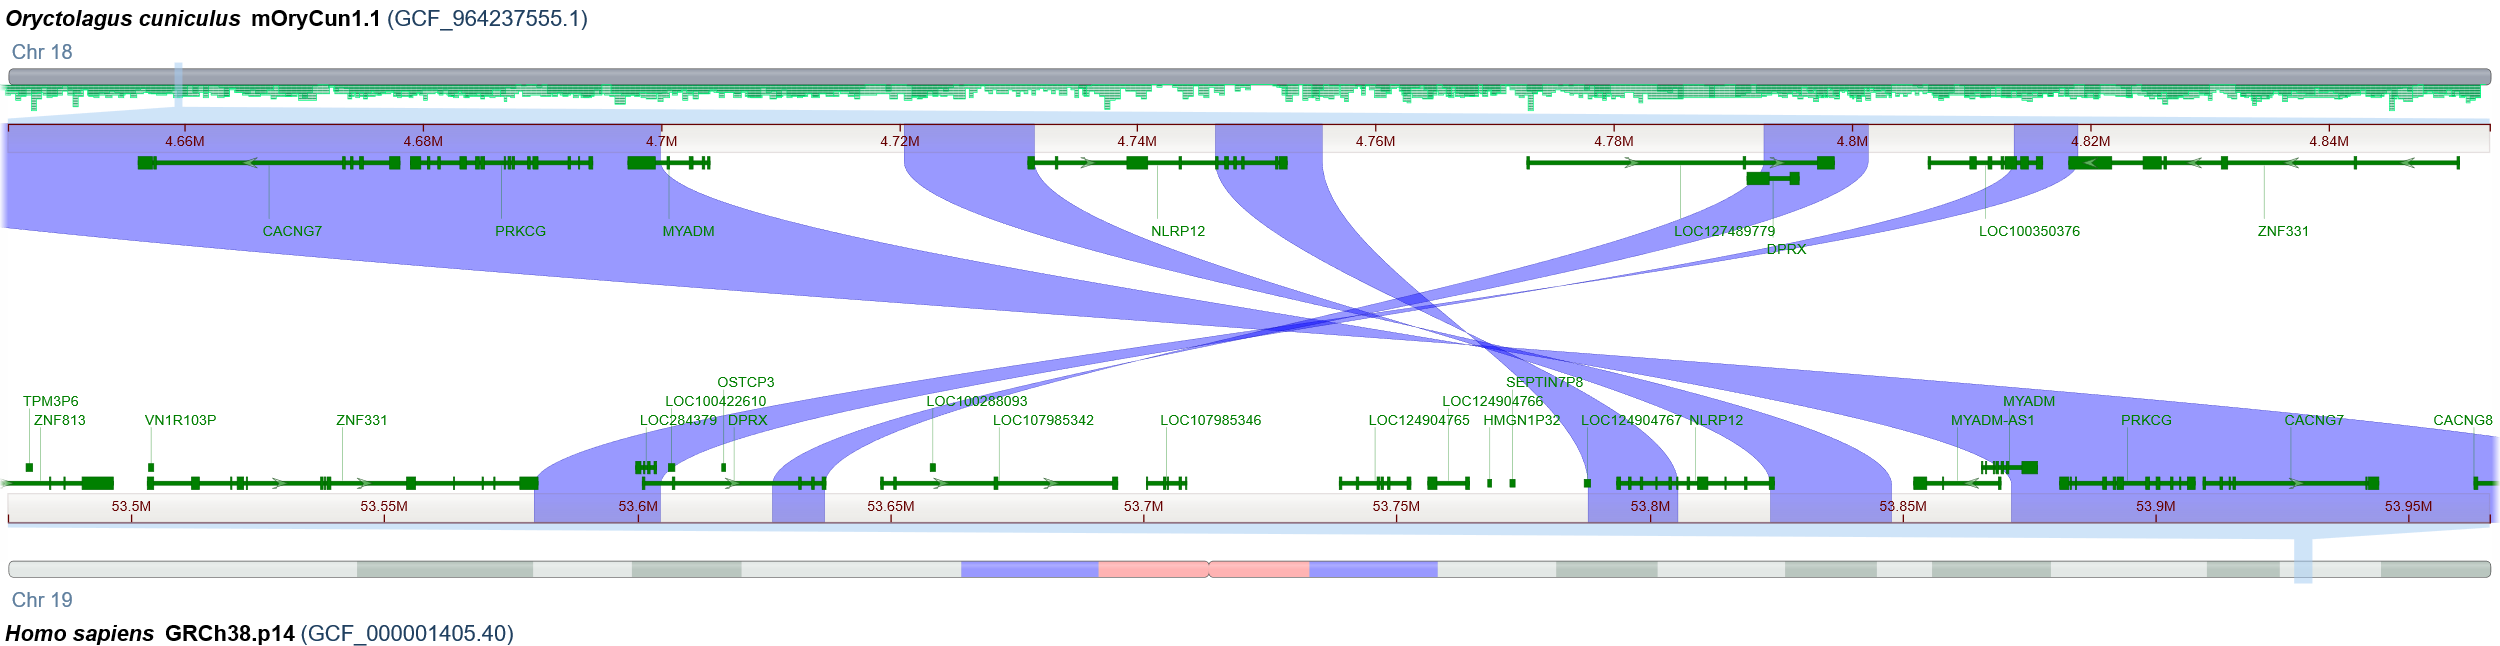 Oryctolagus cuniculus mOryCun1.1 (GCF_964237555.1)
Chr 18
4.66M 4.68M 4.7M 4.72M 4.74M 4.76M 4.78M 4.8M 4.82M 4.84M
CACNG7 PRKCG MYADM NLRP12 LOC127489779 LOC100350376 ZNF331
DPRX
OSTCP3 SEPTIN7P8
TPM3P6 LOC100422610 LOC100288093 LOC124904766 MYADM
ZNF813 VN1R103P ZNF331 LOC284379 DPRX LOC107985342 LOC107985346 LOC124904765 HMGN1P32 LOC124904767 NLRP12 MYADM-AS1 PRKCG CACNG7 CACNG8
53.5M 53.55M 53.6M 53.65M 53.7M 53.75M 53.8M 53.85M 53.9M 53.95M
Chr 19
Homo sapiens GRCh38.p14 (GCF_000001405.40)